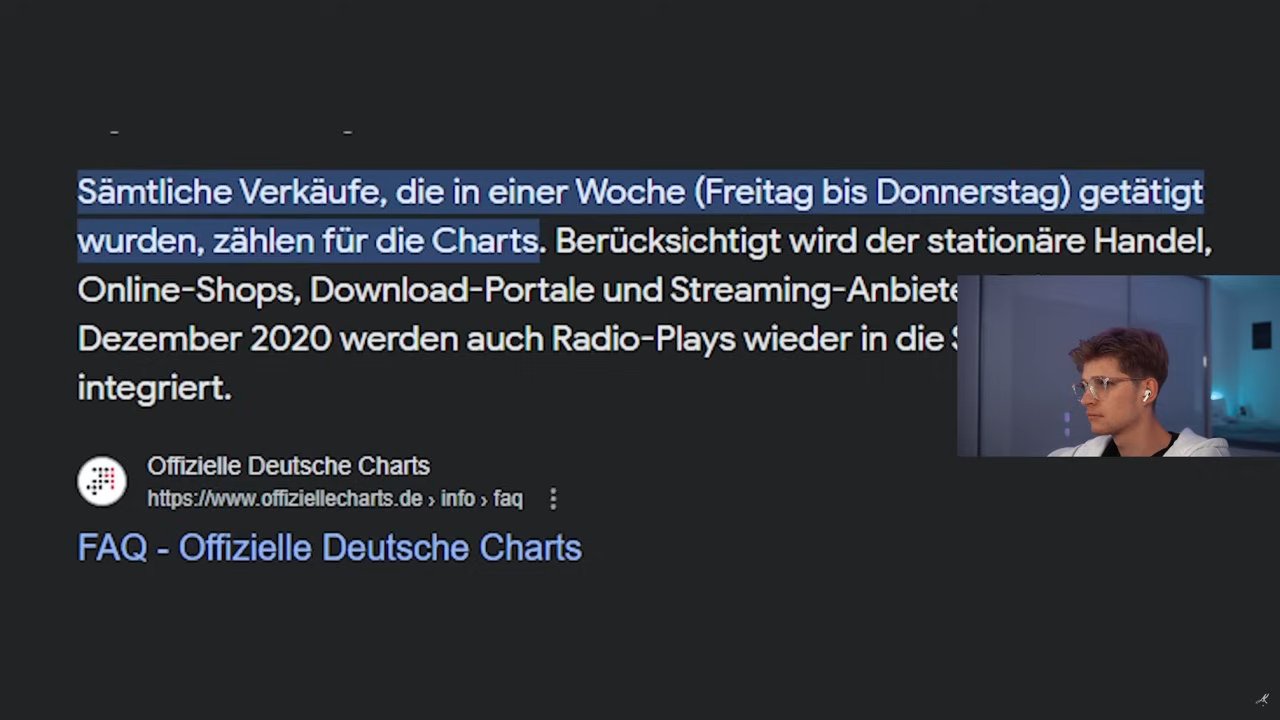 Sämtliche Verkäufe, die in einer Woche (Freitag bis Donnerstag) getätigt
wurden, zählen für die Charts. Berücksichtigt wird der stationäre Handel,
Online-Shops, Download-Portale und Streaming-Anbiete
Dezember 2020 werden auch Radio-Plays wieder in die
integriert.
Offizielle Deutsche Charts
https://www.offiziellecharts.de › info › faq
FAQ - Offizielle Deutsche Charts